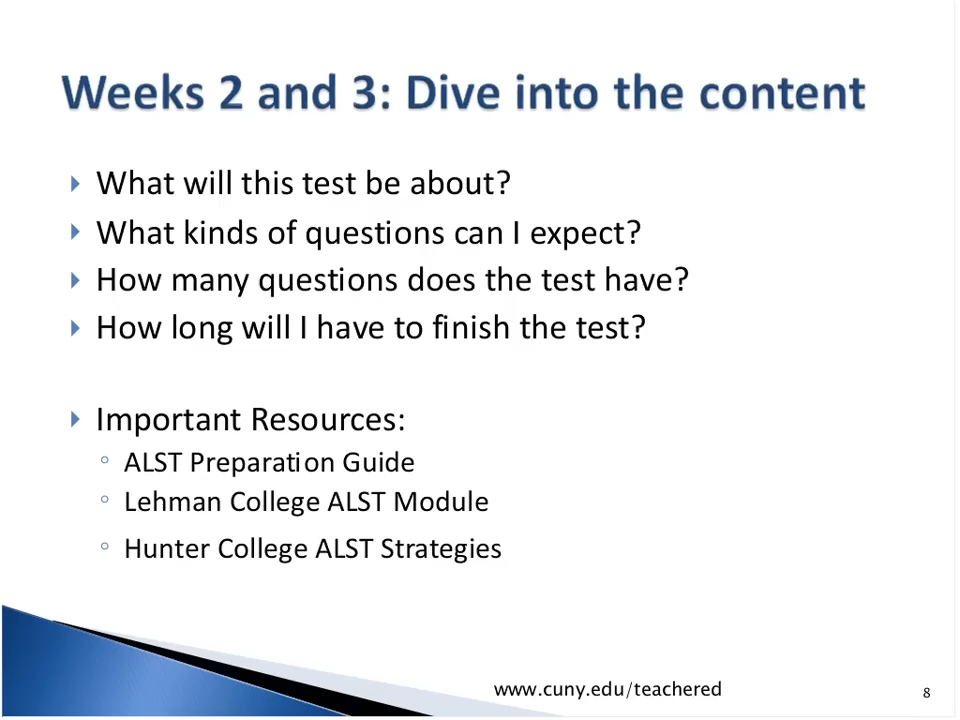 Weeks 2 and 3: Dive into the content
What will this test be about?
What kinds of questions can I expect?
How many questions does the test have?
How long will I have to finish the test?
Important Resources:
ALST Preparation Guide
Lehman College ALST Module
Hunter College ALST Strategies
www.cuny.edu/teachered
8